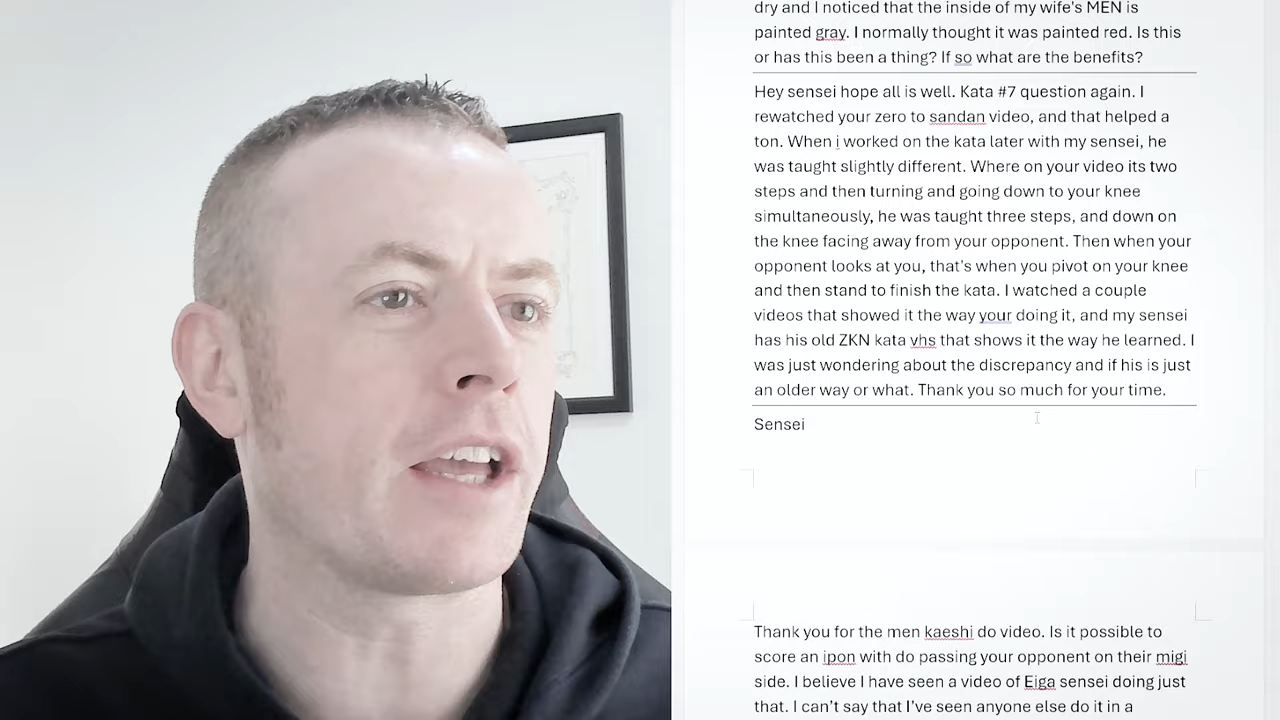 dry and I noticed that the inside of my wife's MEN is
painted gray. I normally thought it was painted red. Is this
or has this been a thing? If so what are the benefits?
Hey sensei hope all is well. Kata #7 question again. I
rewatched your zero to sandan video, and that helped a
ton. When i worked on the kata later with my sensei, he
was taught slightly different. Where on your video its two
steps and then turning and going down to your knee
simultaneously, he was taught three steps, and down on
the knee facing away from your opponent. Then when your
opponent looks at you, that's when you pivot on your knee
and then stand to finish the kata. I watched a couple
videos that showed it the way your doing it, and my sensei
has his old ZKN kata vhs that shows it the way he learned. I
was just wondering about the discrepancy and if his is just
an older way or what. Thank you so much for your time.
Sensei
Thank you for the men kaeshi do video. Is it possible to
score an ipon with do passing your opponent on their migi
side. I believe I have seen a video of Eiga sensei doing just
that. I can't say that I've seen anyone else do it in a